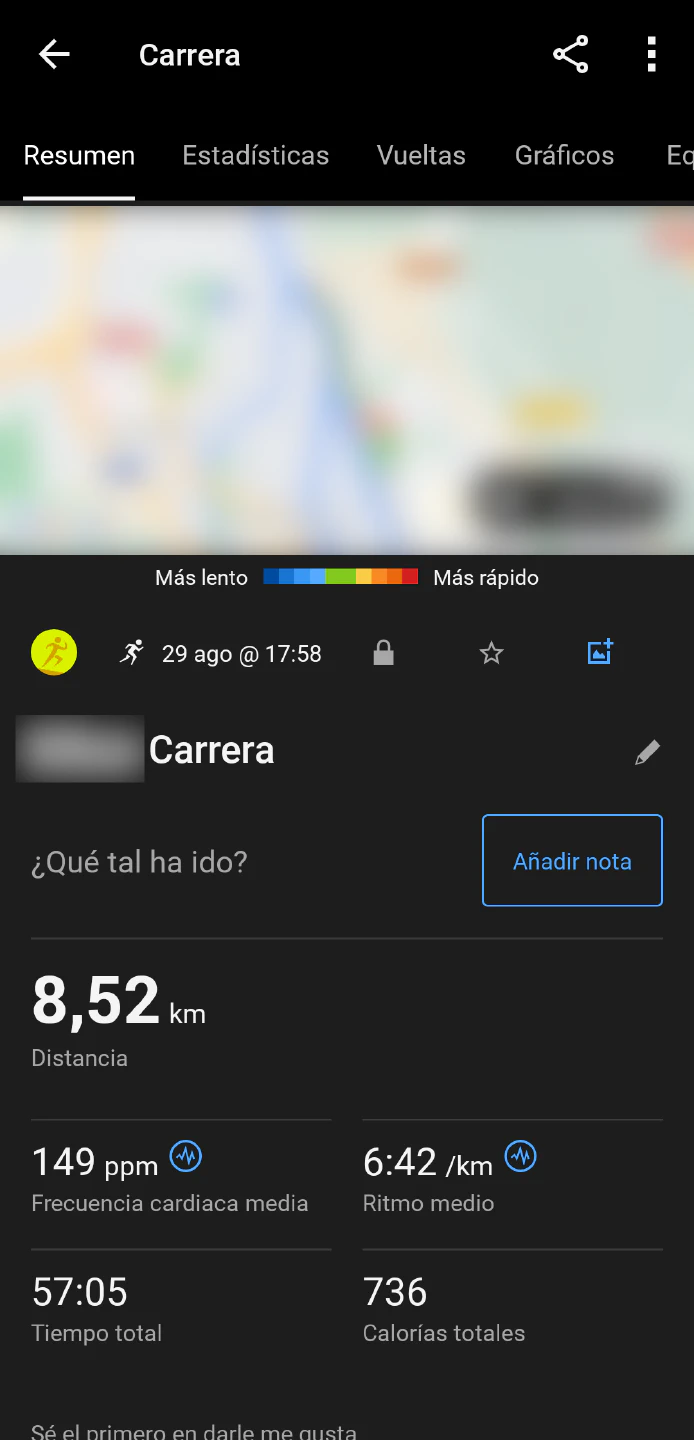 Carrera
Resumen Estadísticas Vueltas Gráficos Eq
Más lento Más rápido
29 ago @ 17:58
Carrera
¿Qué tal ha ido?
Añadir nota
8,52 km
Distancia
149 ppm 6:42 /km
Frecuencia cardiaca media Ritmo medio
57:05 736
Tiempo total Calorías totales
Sé el primero en darle me gusta